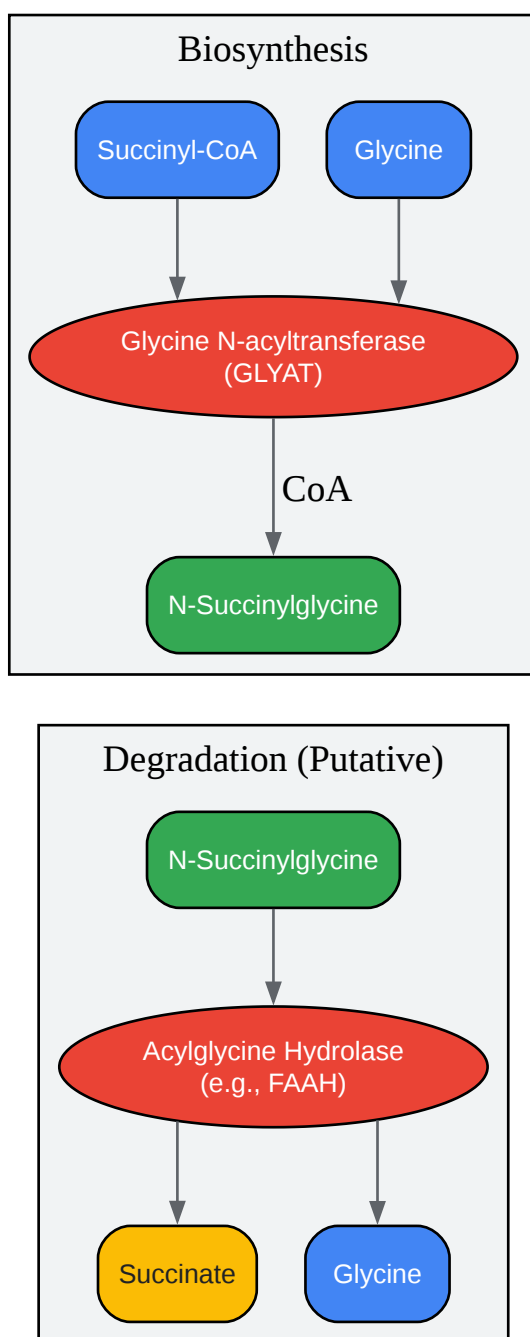 Biosynthesis
Succinyl-CoA
Glycine
Glycine N-acyltransferase
(GLYAT)
CoA
N-Succinylglycine
Degradation (Putative)
N-Succinylglycine
Acylglycine Hydrolase
(e.g., FAAH)
Succinate
Glycine